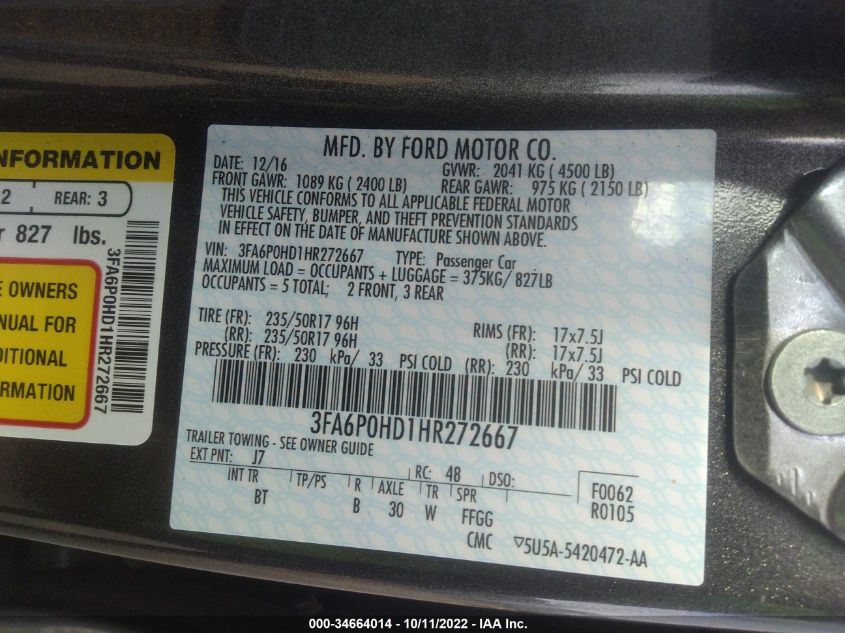 NFORMATION
2 REAR: 3
827 lbs.
E OWNERS
NUAL FOR
DITIONAL
ORMATION
3FA6P0HD1HR272667
MFD. BY FORD MOTOR CO.
DATE: 12/16 GVWR: 2041 KG ( 4500 LB)
FRONT GAWR: 1089 KG ( 2400 LB) REAR GAWR: 975 KG ( 2150 LB)
THIS VEHICLE CONFORMS TO ALL APPLICABLE FEDERAL MOTOR
VEHICLE SAFETY, BUMPER, AND THEFT PREVENTION STANDARDS
IN EFFECT ON THE DATE OF MANUFACTURE SHOWN ABOVE.
VIN: 3FA6P0HD1HR272667 TYPE: Passenger Car
MAXIMUM LOAD = OCCUPANTS + LUGGAGE = 375KG/ 827LB
OCCUPANTS = 5 TOTAL; 2 FRONT, 3 REAR
TIRE (FR): 235/50R17 96H RIMS (FR): 17x7.5J
(RR): 235/50R17 96H (RR): 17x7.5J
PRESSURE (FR): 230 kPa/ 33 PSI COLD (RR): 230 kPa/ 33 PSI COLD
3FA6P0HD1HR272667
TRAILER TOWING - SEE OWNER GUIDE
EXT PNT: J7 RC: 48 DSO:
INT TR TP/PS R AXLE TR SPR F0062
BT B 30 W FFGG R0105
CMC ▽5U5A-5420472-AA
000-34664014 - 10/11/2022 - IAA Inc.